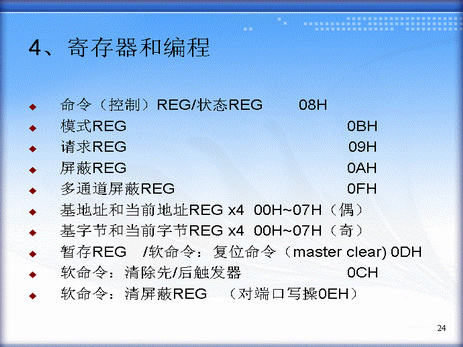 4、寄存器和编程
命令（控制）REG/状态REG 08H
模式REG 0BH
请求REG 09H
屏蔽REG 0AH
多通道屏蔽REG 0FH
基地址和当前地址REG x4 00H~07H（偶）
基字节和当前字节REG x4 00H~07H（奇）
暂存REG /软命令：复位命令（master clear) 0DH
软命令：清除先/后触发器 0CH
软命令：清屏蔽REG （对端口写操0EH)
24